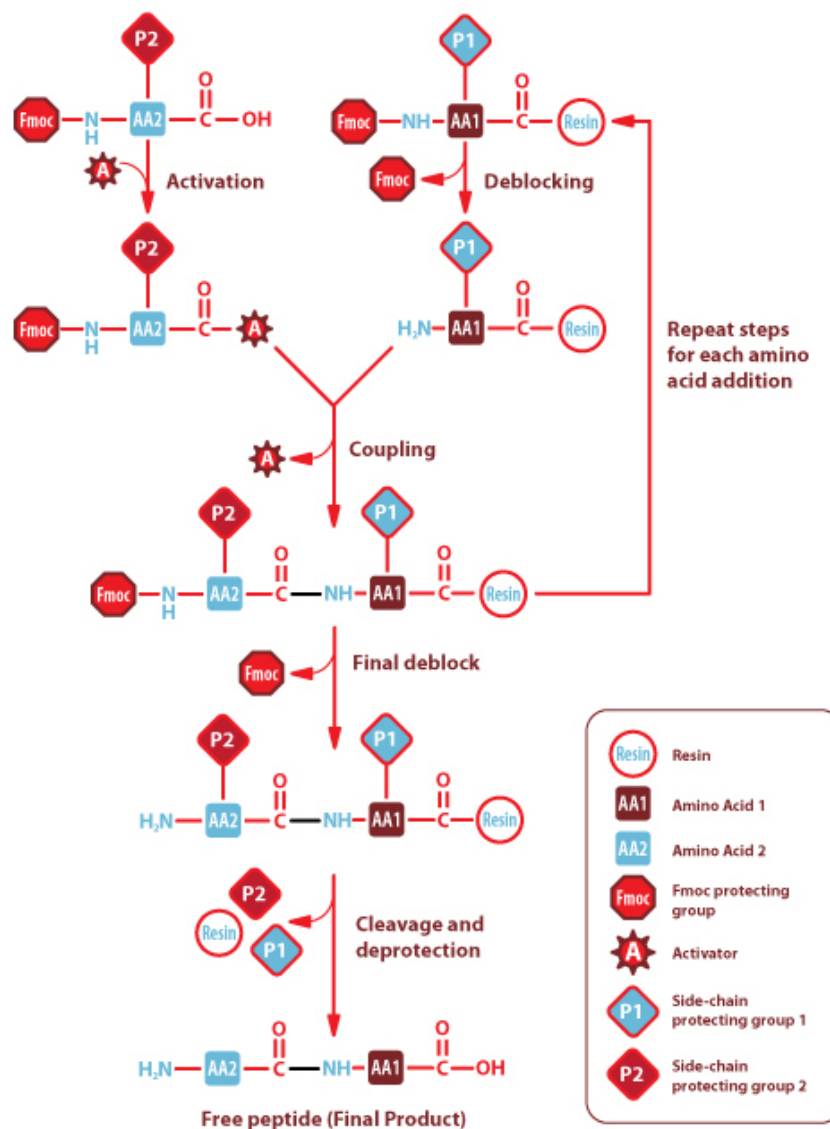 P2
P1
O
O
Fmoc
N
H
AA2
C
OH
Fmoc
NH
AA1
C
Resin
A
Activation
Fmoc
Deblocking
P2
P1
O
O
Fmoc
N
H
AA2
C
A
H2N
AA1
C
Resin
Repeat steps
for each amino
acid addition
A
Coupling
P2
P1
O
O
Fmoc
N
H
AA2
C
NH
AA1
C
Resin
Fmoc
Final deblock
P2
P1
O
O
H2N
AA2
C
NH
AA1
C
Resin
P2
Resin
P1
Cleavage and
deprotection
O
O
H2N
AA2
C
NH
AA1
C
OH
Free peptide (Final Product)
Resin
Resin
AA1
Amino Acid 1
AA2
Amino Acid 2
Fmoc
Fmoc protecting
group
A
Activator
P1
Side-chain
protecting group 1
P2
Side-chain
protecting group 2